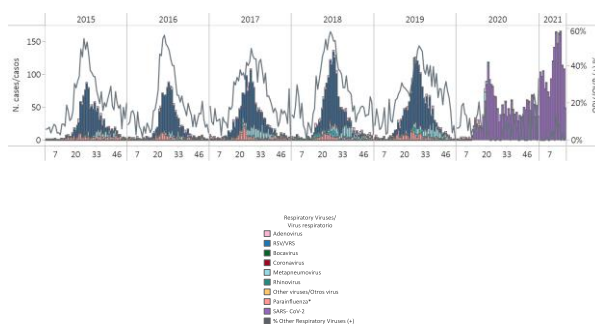 2015 2016 2017 2018 2019 2020 2021
N. cases/casos
150
100
50
0
60%
40%
20%
0%
7 20 33 46 7 20 33 46 7 20 33 46 7 20 33 46 7 20 33 46 7 20 33 46 7
Respiratory Viruses/
Virus respiratorio
Adenovirus
RSV/VRS
Bocavirus
Coronavirus
Metapneumovirus
Rhinovirus
Other viruses/Otros virus
Parainfluenza*
SARS- CoV-2
% Other Respiratory Viruses (+)